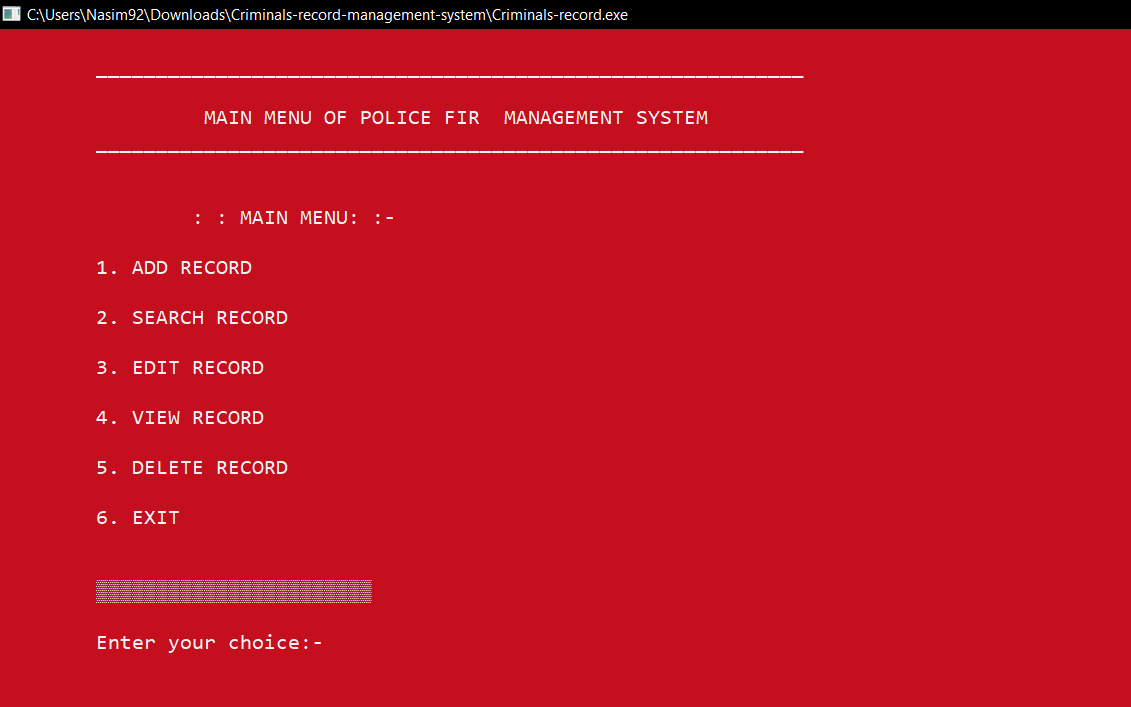 C:\Users\Nasim92\Downloads\Criminals-record-management-system\Criminals-record.exe
MAIN MENU OF POLICE FIR  MANAGEMENT SYSTEM
: : MAIN MENU: :-
1. ADD RECORD
2. SEARCH RECORD
3. EDIT RECORD
4. VIEW RECORD
5. DELETE RECORD
6. EXIT
Enter your choice:-